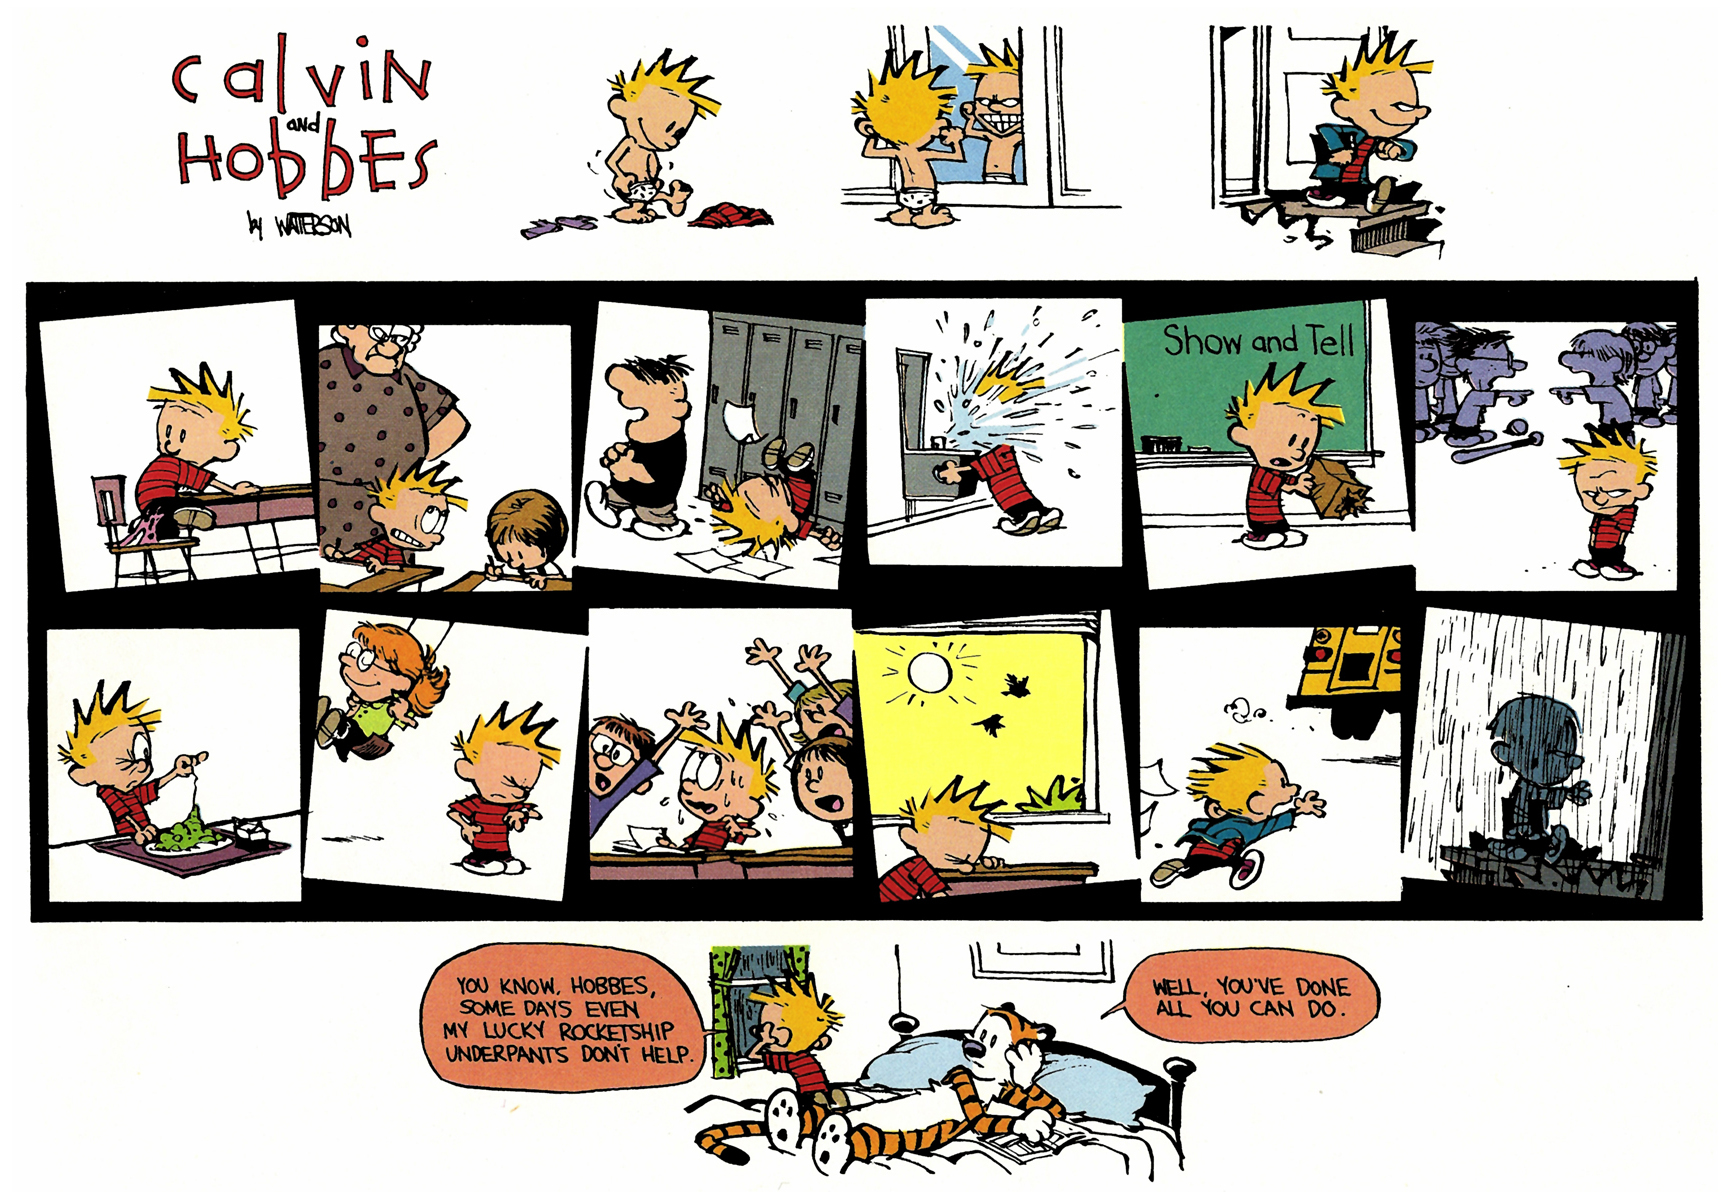 Calvin
and
HobbEs
by WATTERSON
Show and Tell
YOU KNOW, HOBBES,
SOME DAYS EVEN
MY LUCKY ROCKETSHIP
UNDERPANTS DON'T HELP.
WELL, YOU'VE DONE
ALL YOU CAN DO.